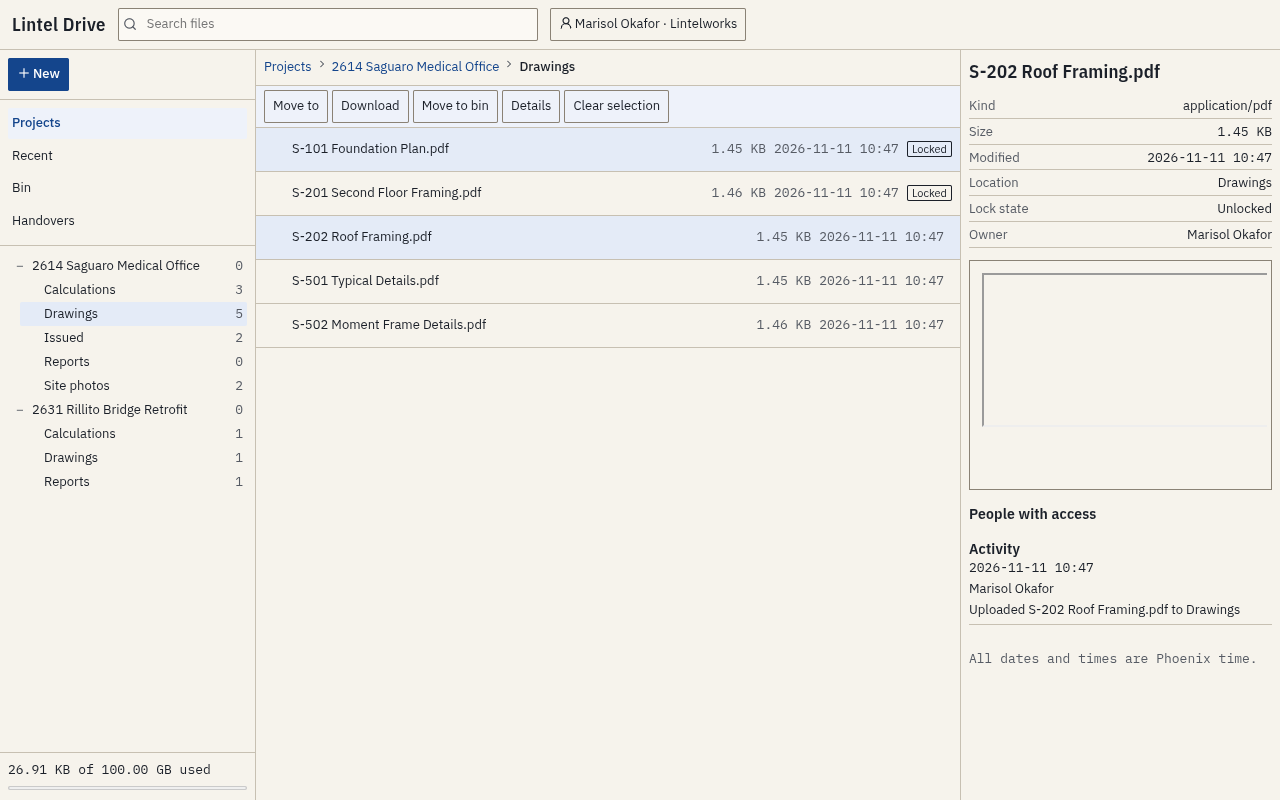 Lintel Drive
Search files
Marisol Okafor · Lintelworks
New
Projects
Recent
Bin
Handovers
2614 Saguaro Medical Office 0
Calculations 3
Drawings 5
Issued 2
Reports 0
Site photos 2
2631 Rillito Bridge Retrofit 0
Calculations 1
Drawings 1
Reports 1
26.91 KB of 100.00 GB used
Projects > 2614 Saguaro Medical Office > Drawings
Move to Download Move to bin Details Clear selection
S-101 Foundation Plan.pdf 1.45 KB 2026-11-11 10:47 Locked
S-201 Second Floor Framing.pdf 1.46 KB 2026-11-11 10:47 Locked
S-202 Roof Framing.pdf 1.45 KB 2026-11-11 10:47
S-501 Typical Details.pdf 1.45 KB 2026-11-11 10:47
S-502 Moment Frame Details.pdf 1.46 KB 2026-11-11 10:47
S-202 Roof Framing.pdf
Kind application/pdf
Size 1.45 KB
Modified 2026-11-11 10:47
Location Drawings
Lock state Unlocked
Owner Marisol Okafor
People with access
Activity
2026-11-11 10:47
Marisol Okafor
Uploaded S-202 Roof Framing.pdf to Drawings
All dates and times are Phoenix time.